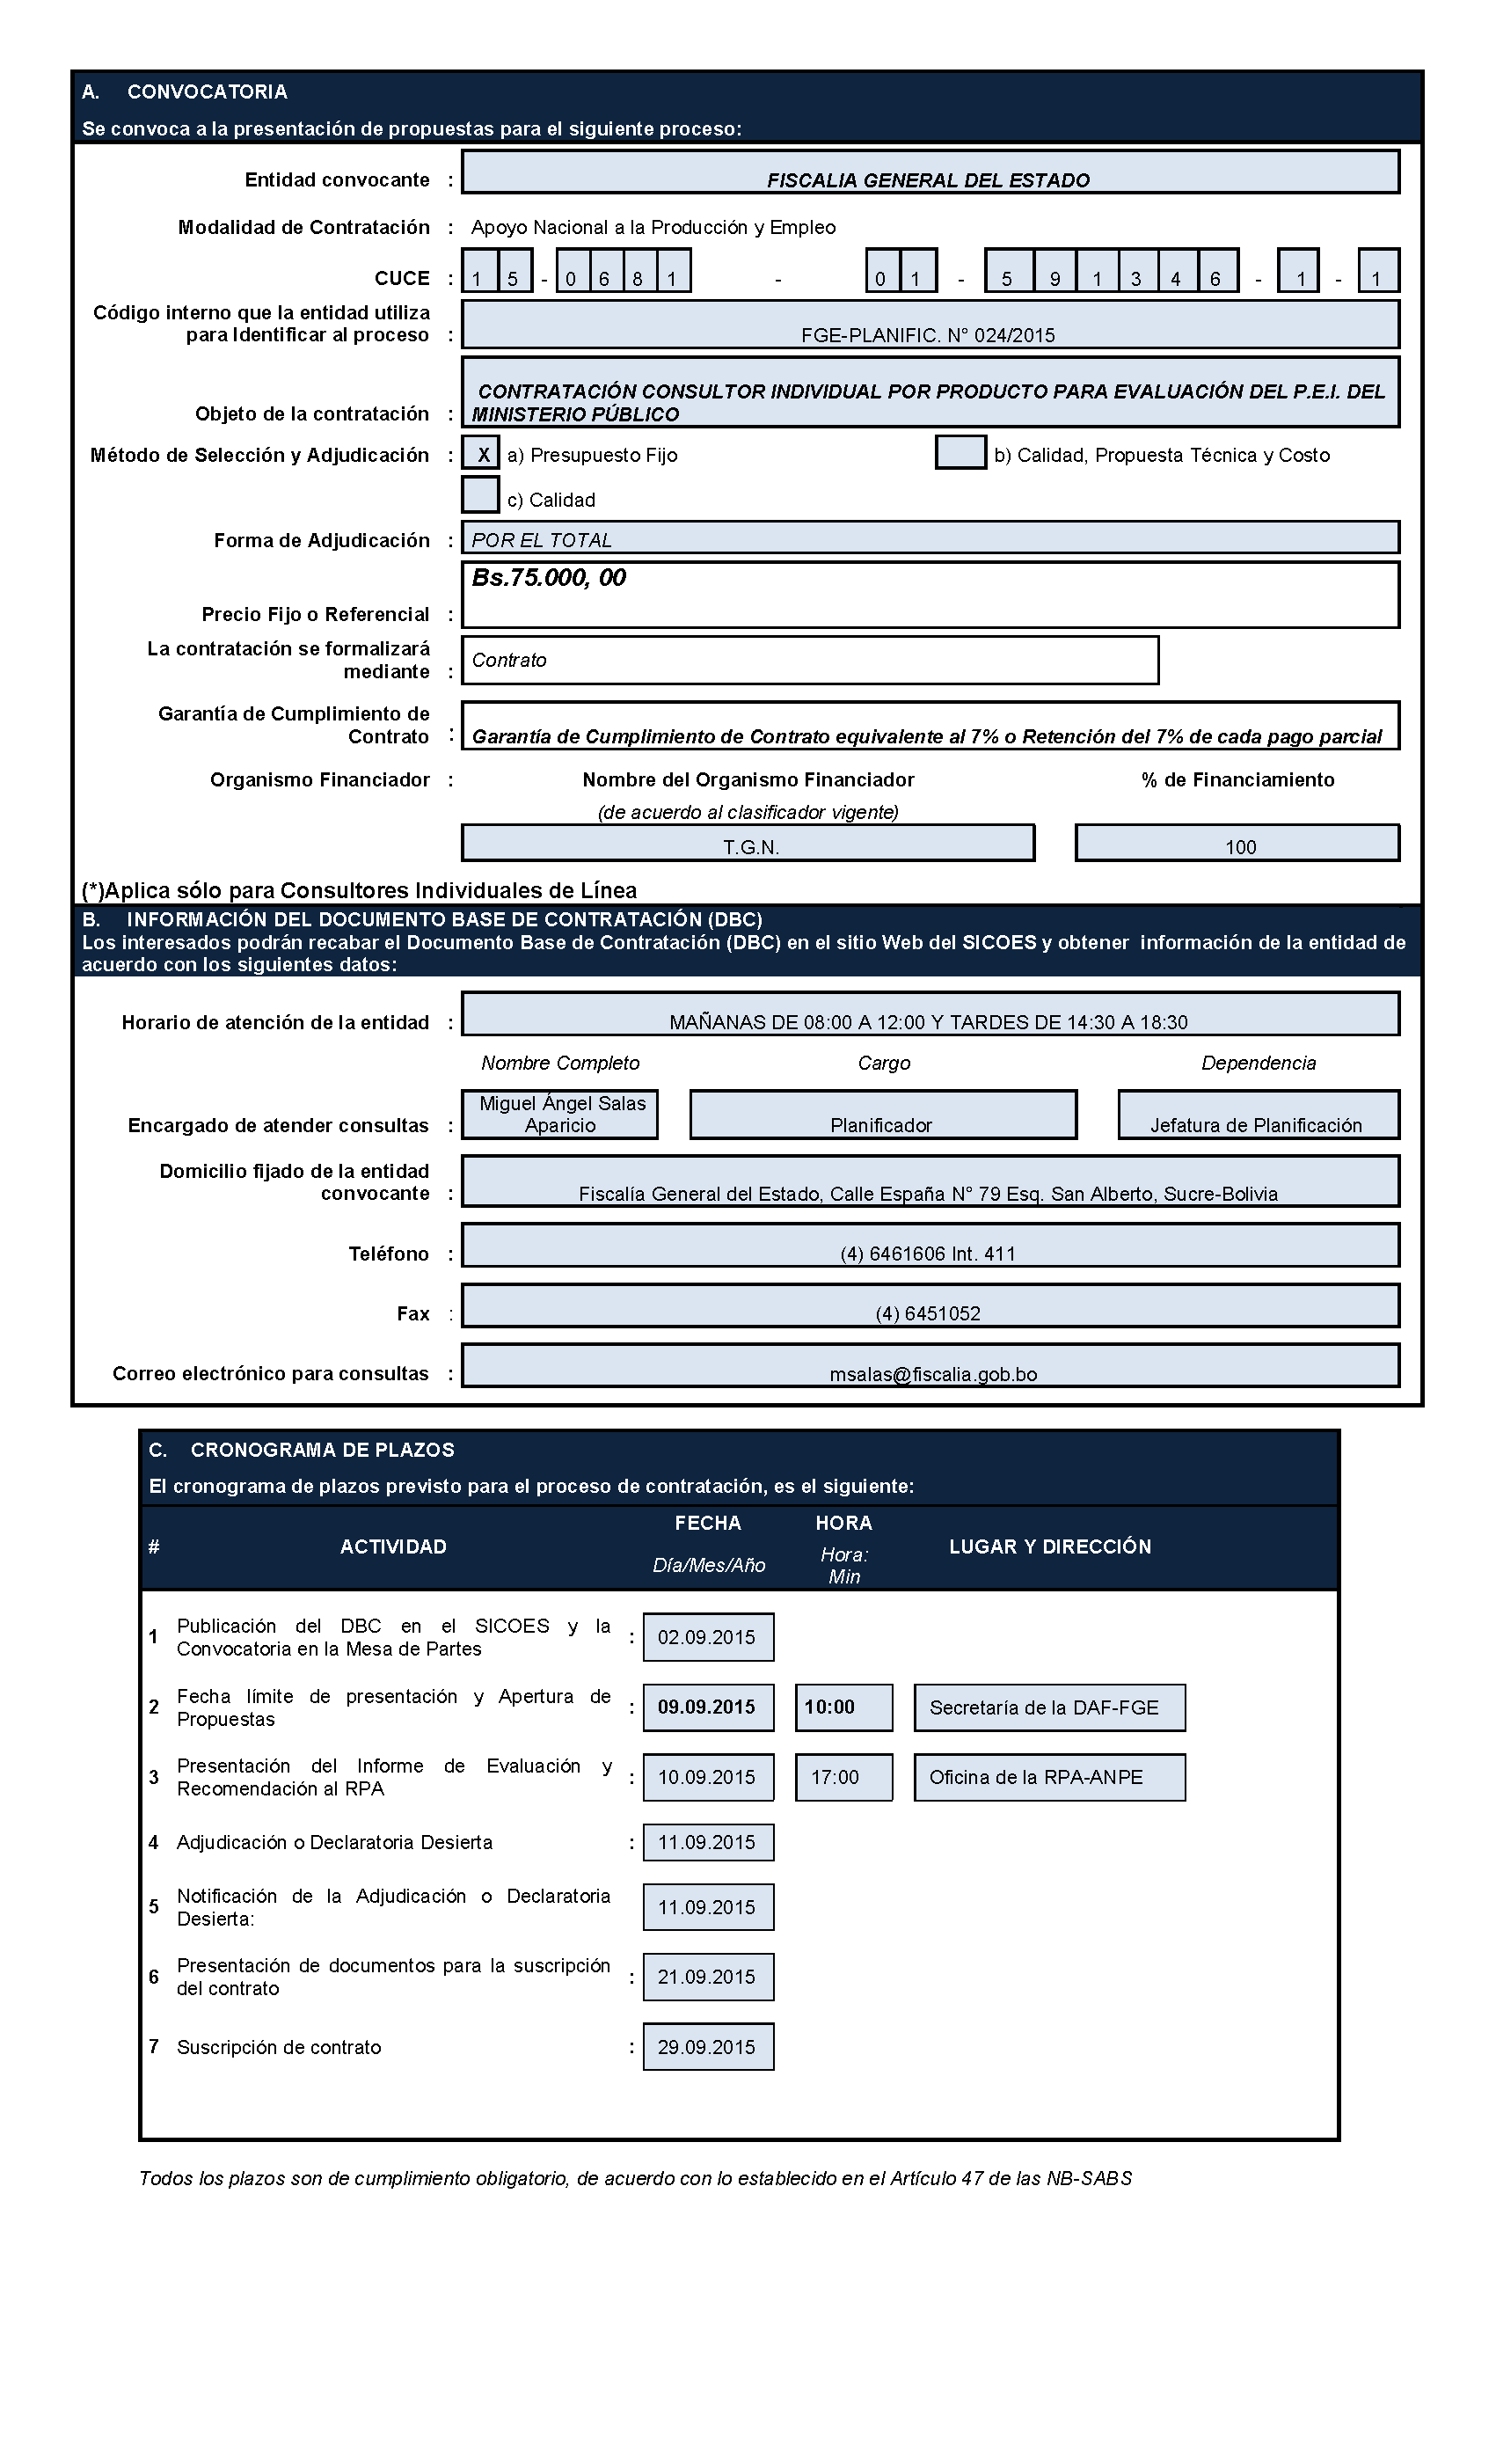 A. CONVOCATORIA
Se convoca a la presentación de propuestas para el siguiente proceso:
Entidad convocante : FISCALIA GENERAL DEL ESTADO
Modalidad de Contratación : Apoyo Nacional a la Producción y Empleo
CUCE : 1 5 - 0 6 8 1 - 0 1 - 5 9 1 3 4 6 - 1 - 1
Código interno que la entidad utiliza
para Identificar al proceso : FGE-PLANIFIC. N° 024/2015
CONTRATACIÓN CONSULTOR INDIVIDUAL POR PRODUCTO PARA EVALUACIÓN DEL P.E.I. DEL
Objeto de la contratación : MINISTERIO PÚBLICO
Método de Selección y Adjudicación : X a) Presupuesto Fijo b) Calidad, Propuesta Técnica y Costo
c) Calidad
Forma de Adjudicación : POR EL TOTAL
Bs.75.000, 00
Precio Fijo o Referencial :
La contratación se formalizará
mediante : Contrato
Garantía de Cumplimiento de
Contrato : Garantía de Cumplimiento de Contrato equivalente al 7% o Retención del 7% de cada pago parcial
Organismo Financiador : Nombre del Organismo Financiador % de Financiamiento
(de acuerdo al clasificador vigente)
T.G.N. 100
(*)Aplica sólo para Consultores Individuales de Línea
B. INFORMACIÓN DEL DOCUMENTO BASE DE CONTRATACIÓN (DBC)
Los interesados podrán recabar el Documento Base de Contratación (DBC) en el sitio Web del SICOES y obtener información de la entidad de
acuerdo con los siguientes datos:
Horario de atención de la entidad : MAÑANAS DE 08:00 A 12:00 Y TARDES DE 14:30 A 18:30
Nombre Completo Cargo Dependencia
Miguel Ángel Salas
Encargado de atender consultas : Aparicio Planificador Jefatura de Planificación
Domicilio fijado de la entidad
convocante : Fiscalía General del Estado, Calle España N° 79 Esq. San Alberto, Sucre-Bolivia
Teléfono : (4) 6461606 Int. 411
Fax : (4) 6451052
Correo electrónico para consultas : msalas@fiscalia.gob.bo
C. CRONOGRAMA DE PLAZOS
El cronograma de plazos previsto para el proceso de contratación, es el siguiente:
# ACTIVIDAD FECHA HORA LUGAR Y DIRECCIÓN
Día/Mes/Año Hora:
Min
1 Publicación del DBC en el SICOES y la
Convocatoria en la Mesa de Partes : 02.09.2015
2 Fecha límite de presentación y Apertura de
Propuestas : 09.09.2015 10:00 Secretaría de la DAF-FGE
3 Presentación del Informe de Evaluación y
Recomendación al RPA : 10.09.2015 17:00 Oficina de la RPA-ANPE
4 Adjudicación o Declaratoria Desierta : 11.09.2015
5 Notificación de la Adjudicación o Declaratoria
Desierta: 11.09.2015
6 Presentación de documentos para la suscripción
del contrato : 21.09.2015
7 Suscripción de contrato : 29.09.2015
Todos los plazos son de cumplimiento obligatorio, de acuerdo con lo establecido en el Artículo 47 de las NB-SABS